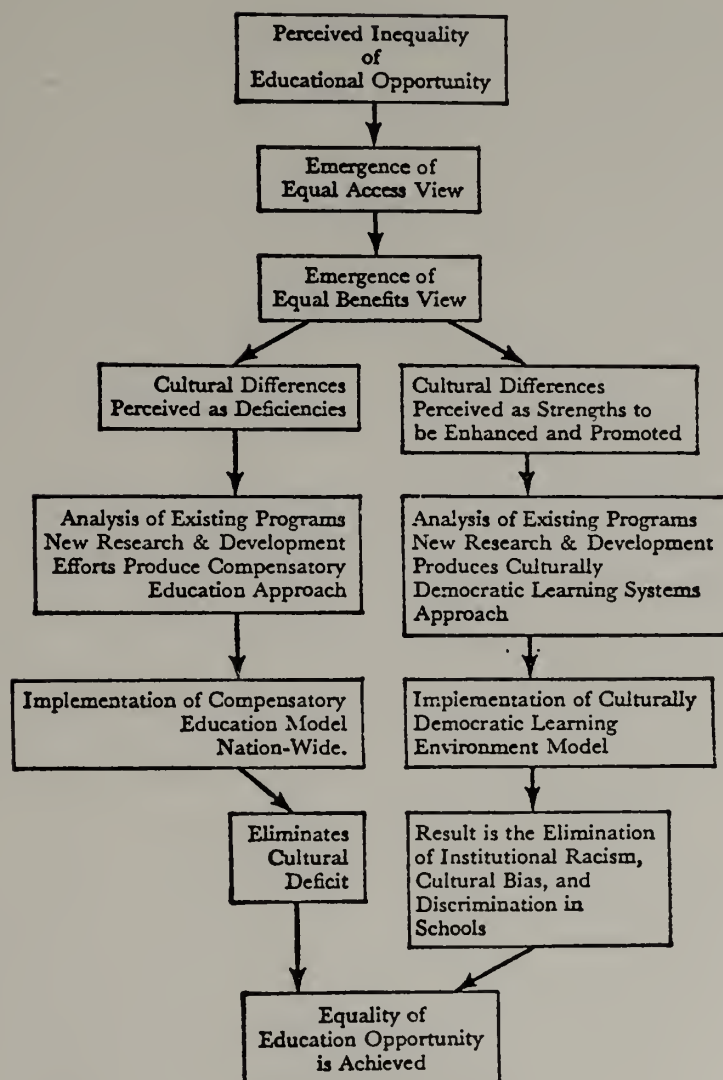 Perceived Inequality
of
Educational Opportunity
Emergence of
Equal Access View
Emergence of
Equal Benefits View
Cultural Differences
Perceived as Deficiencies
Cultural Differences
Perceived as Strengths to
be Enhanced and Promoted
Analysis of Existing Programs
New Research & Development
Efforts Produce Compensatory
Education Approach
Analysis of Existing Programs
New Research & Development
Produces Culturally
Democratic Learning Systems
Approach
Implementation of Compensatory
Education Model
Nation-Wide.
Implementation of Culturally
Democratic Learning
Environment Model
Eliminates
Cultural
Deficit
Result is the Elimination
of Institutional Racism,
Cultural Bias, and
Discrimination in
Schools
Equality of
Education Opportunity
is Achieved